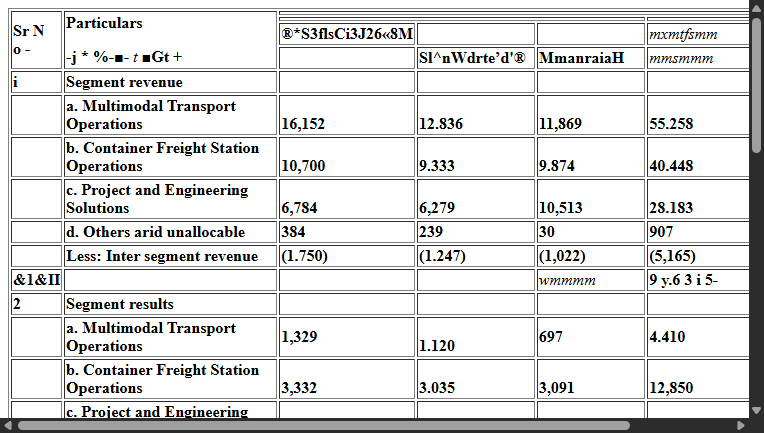 Sr N
o -
Particulars
-j * %-■- t ■Gt +
®*S3flsCi3J26«8M
mxmtfsmm
Sl^nWdrte’d'® MmanraiaH mmsmmm
i Segment revenue
a. Multimodal Transport
Operations 16,152 12.836 11,869 55.258
b. Container Freight Station
Operations 10,700 9.333 9.874 40.448
c. Project and Engineering
Solutions 6,784 6,279 10,513 28.183
d. Others arid unallocable 384 239 30 907
Less: Inter segment revenue (1.750) (1.247) (1,022) (5,165)
&1&II wmmmm 9 y.6 3 i 5-
2 Segment results
a. Multimodal Transport
Operations 1,329 1.120 697 4.410
b. Container Freight Station
Operations 3,332 3.035 3,091 12,850
c. Project and Engineering